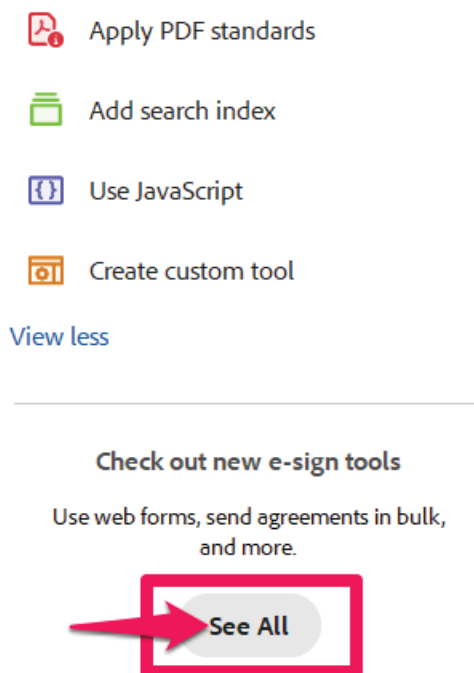 Apply PDF standards
Add search index
Use JavaScript
Create custom tool
View less
Check out new e-sign tools
Use web forms, send agreements in bulk,
and more.
See All